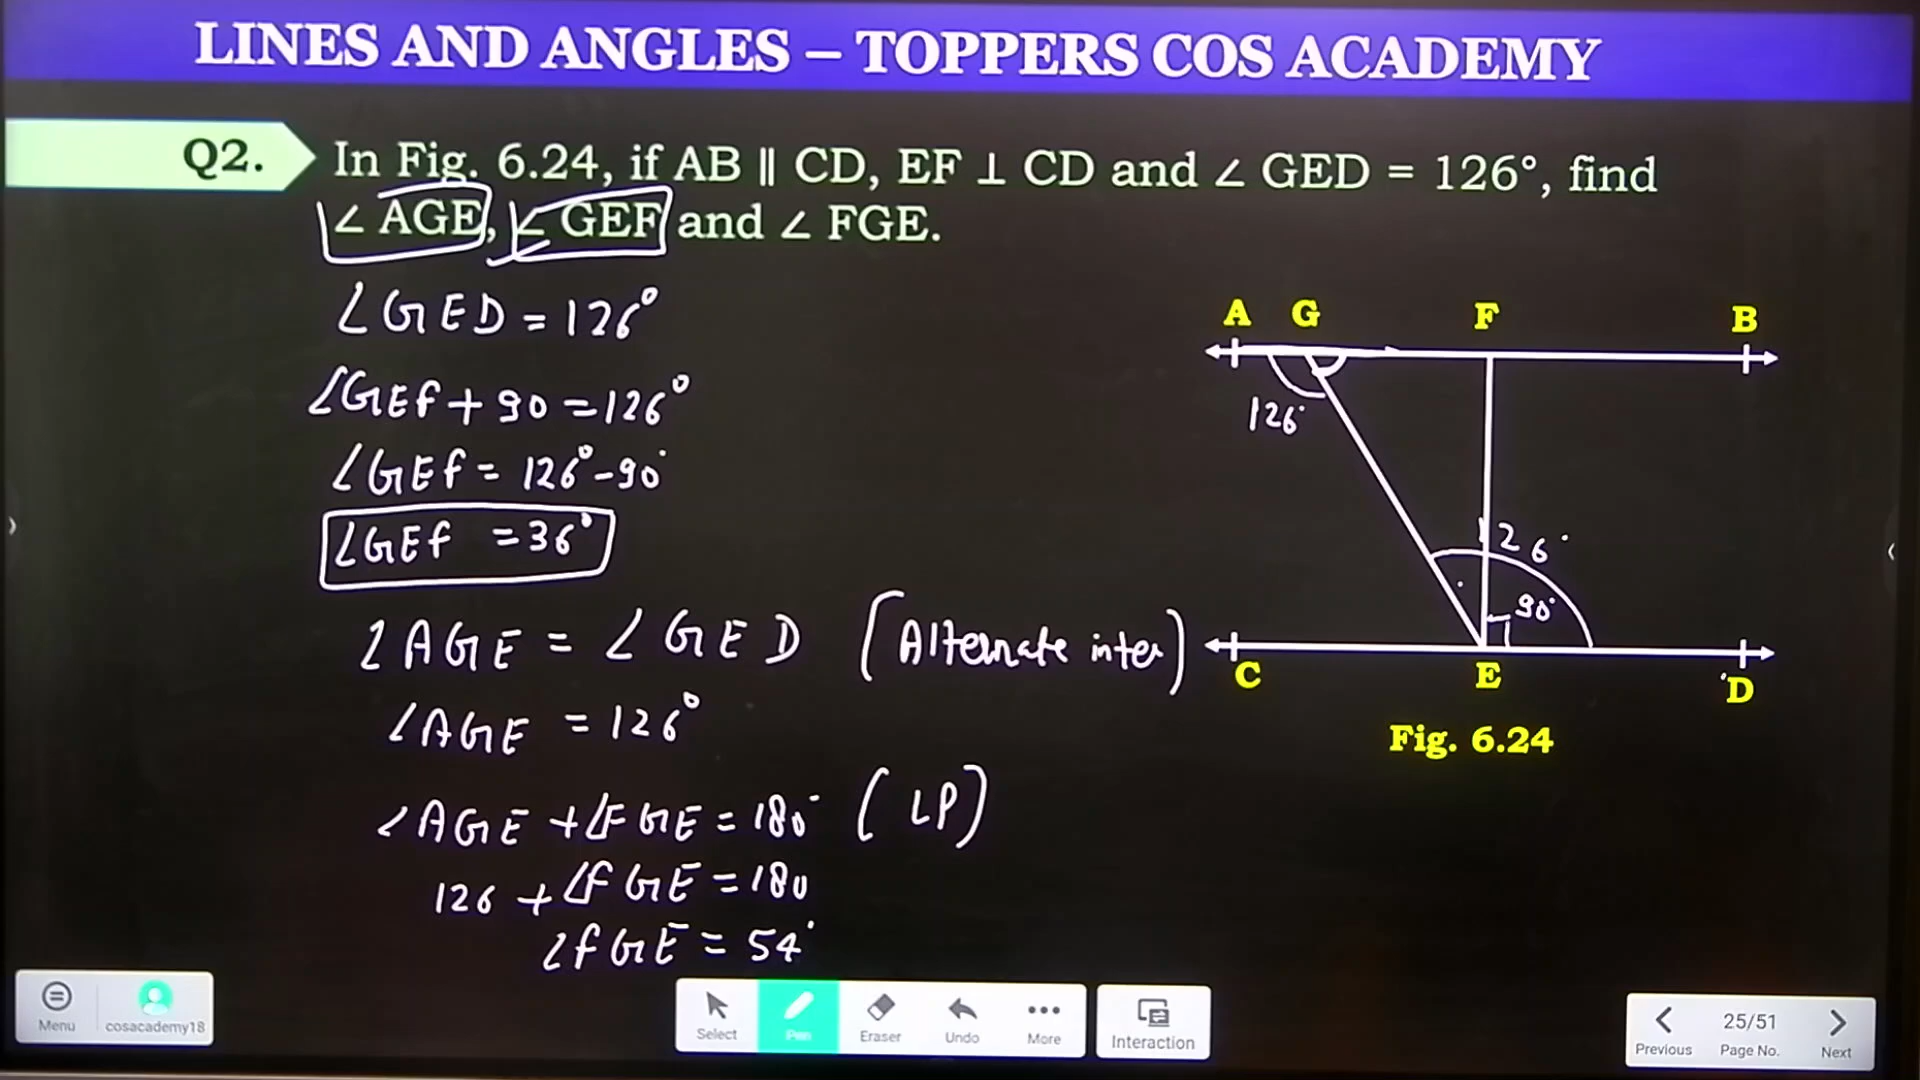 LINES AND ANGLES – TOPPERS COS ACADEMY
Q2. In Fig. 6.24, if AB ∥ CD, EF ⊥ CD and ∠ GED = 126°, find
∠ AGE, ∠ GEF and ∠ FGE.
∠GED = 126°
∠GEF + 90 = 126°
∠GEF = 126° - 90°
∠GEF = 36°
∠AGE = ∠GED (Alternate inter)
∠AGE = 126°
∠AGE + ∠FGE = 180° (LP)
126 + ∠FGE = 180
∠FGE = 54°
A G F B
126°
126°
90°
C E D
Fig. 6.24
Menu
cosacademy18
Select
Pen
Eraser
Undo
More
Interaction
Previous
25/51
Page No.
Next